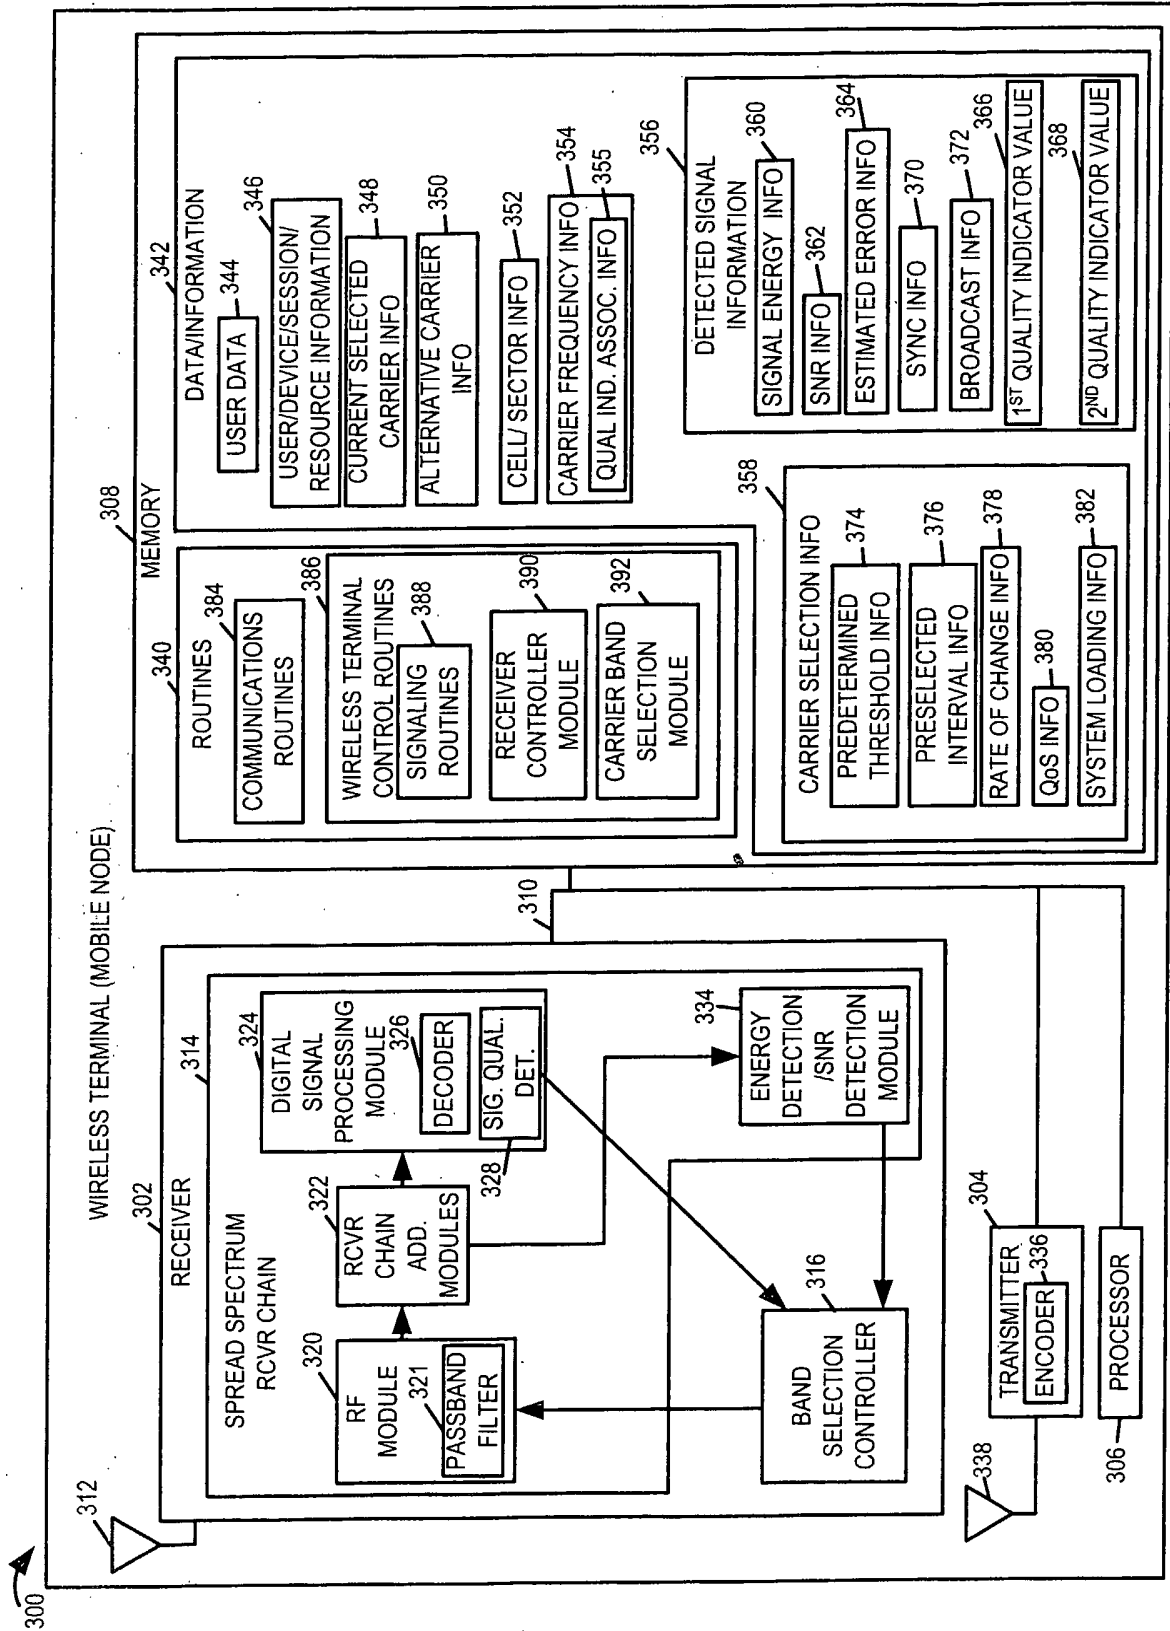 300
WIRELESS TERMINAL (MOBILE NODE)
312
302
RECEIVER
314
SPREAD SPECTRUM
RCVR CHAIN
320
RF
MODULE
321
PASSBAND
FILTER
322
RCVR
CHAIN
ADD.
MODULES
324
DIGITAL
SIGNAL
PROCESSING
MODULE
326
DECODER
SIG. QUAL.
DET.
328
334
ENERGY
DETECTION
/SNR
DETECTION
MODULE
316
BAND
SELECTION
CONTROLLER
310
338
304
TRANSMITTER
336
ENCODER
306
PROCESSOR
308
MEMORY
340
ROUTINES
384
COMMUNICATIONS
ROUTINES
386
WIRELESS TERMINAL
CONTROL ROUTINES
388
SIGNALING
ROUTINES
390
RECEIVER
CONTROLLER
MODULE
392
CARRIER BAND
SELECTION
MODULE
342
DATA/INFORMATION
344
USER DATA
346
USER/DEVICE/SESSION/
RESOURCE INFORMATION
348
CURRENT SELECTED
CARRIER INFO
350
ALTERNATIVE CARRIER
INFO
352
CELL/ SECTOR INFO
354
CARRIER FREQUENCY INFO
355
QUAL IND. ASSOC. INFO
356
DETECTED SIGNAL
INFORMATION
360
SIGNAL ENERGY INFO
362
SNR INFO
364
ESTIMATED ERROR INFO
370
SYNC INFO
372
BROADCAST INFO
366
1ST QUALITY INDICATOR VALUE
368
2ND QUALITY INDICATOR VALUE
358
CARRIER SELECTION INFO
374
PREDETERMINED
THRESHOLD INFO
376
PRESELECTED
INTERVAL INFO
378
RATE OF CHANGE INFO
380
QoS INFO
382
SYSTEM LOADING INFO